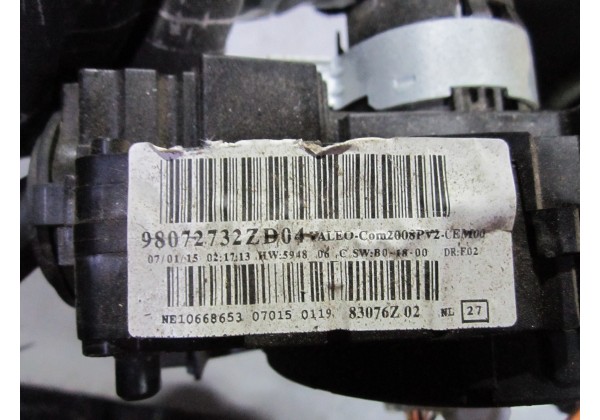 98072732ZD04 VALEO-Com2008PV2-CEM00
07/01/15 02:17:13 HW:5948 .06 .C SW:B0-18-00 DR:F02
NE10668653 07015 0119 83076Z 02 NL 27